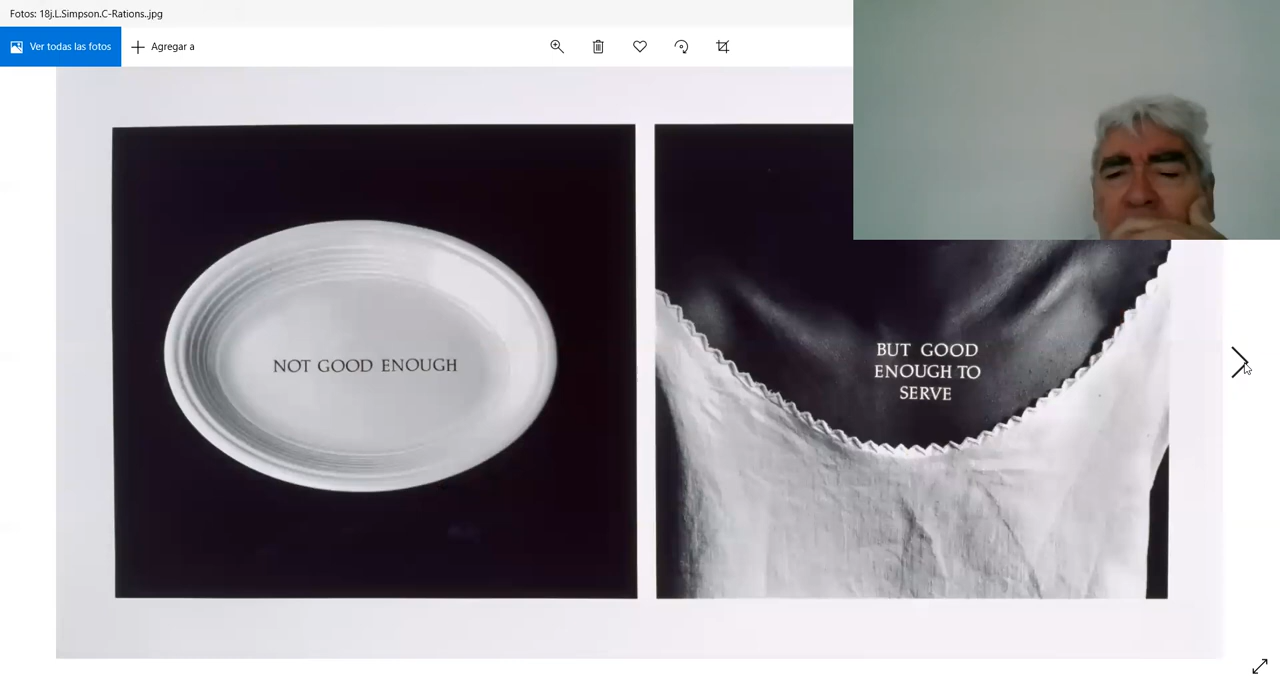 Fotos: 18j.L.Simpson.C-Rations..jpg
Ver todas las fotos
Agregar a
NOT GOOD ENOUGH
BUT GOOD
ENOUGH TO
SERVE